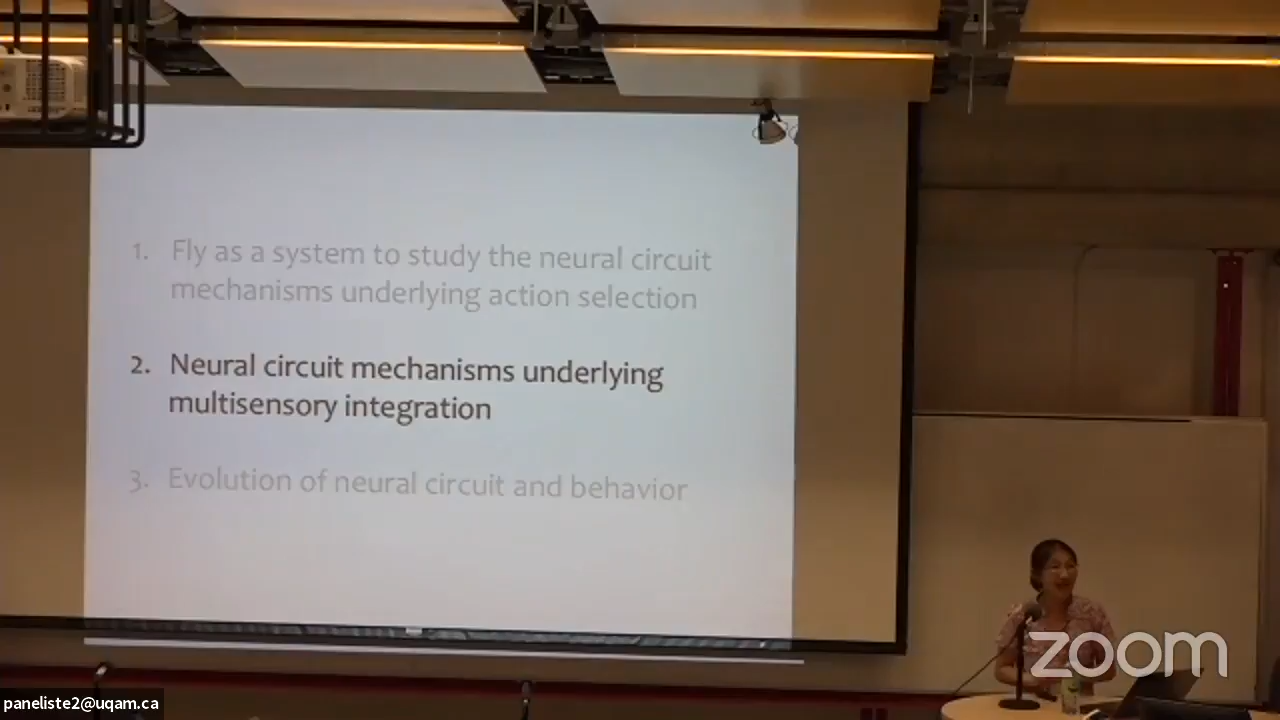 1. Fly as a system to study the neural circuit
mechanisms underlying action selection
2. Neural circuit mechanisms underlying
multisensory integration
3. Evolution of neural circuit and behavior
zoom
paneliste2@uqam.ca